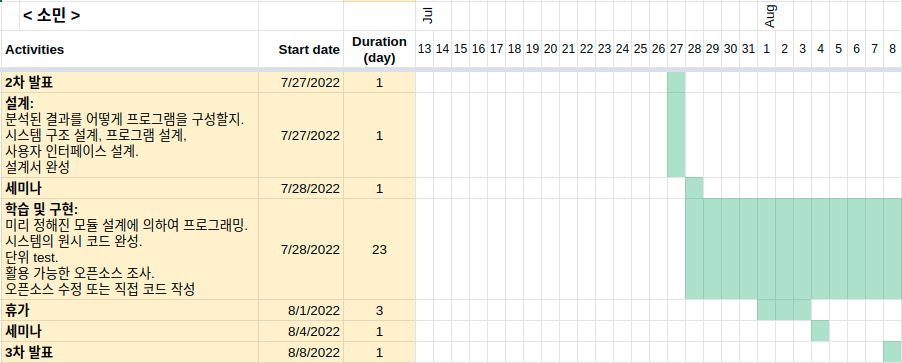 < 소민 >
Jul
Aug
Activities Start date Duration (day) 13 14 15 16 17 18 19 20 21 22 23 24 25 26 27 28 29 30 31 1 2 3 4 5 6 7 8
2차 발표 7/27/2022 1
설계:
분석된 결과를 어떻게 프로그램을 구성할지.
시스템 구조 설계, 프로그램 설계,
사용자 인터페이스 설계.
설계서 완성
7/27/2022 1
세미나 7/28/2022 1
학습 및 구현:
미리 정해진 모듈 설계에 의하여 프로그래밍.
시스템의 원시 코드 완성.
단위 test.
활용 가능한 오픈소스 조사.
오픈소스 수정 또는 직접 코드 작성
7/28/2022 23
휴가 8/1/2022 3
세미나 8/4/2022 1
3차 발표 8/8/2022 1